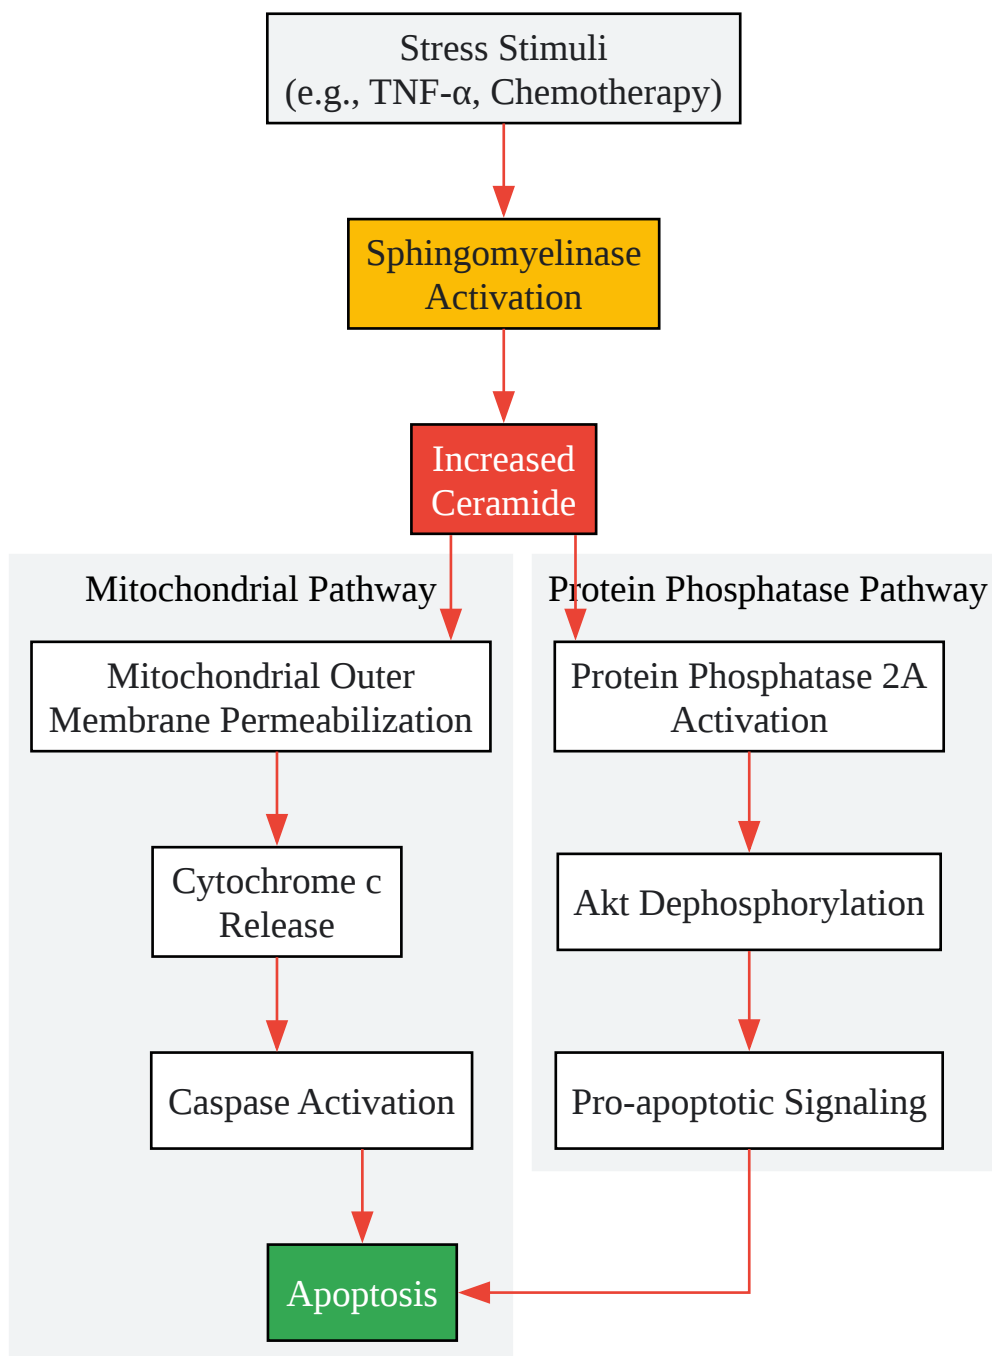 Stress Stimuli
(e.g., TNF-α, Chemotherapy)
Sphingomyelinase
Activation
Increased
Ceramide
Mitochondrial Pathway
Mitochondrial Outer
Membrane Permeabilization
Cytochrome c
Release
Caspase Activation
Apoptosis
Protein Phosphatase Pathway
Protein Phosphatase 2A
Activation
Akt Dephosphorylation
Pro-apoptotic Signaling